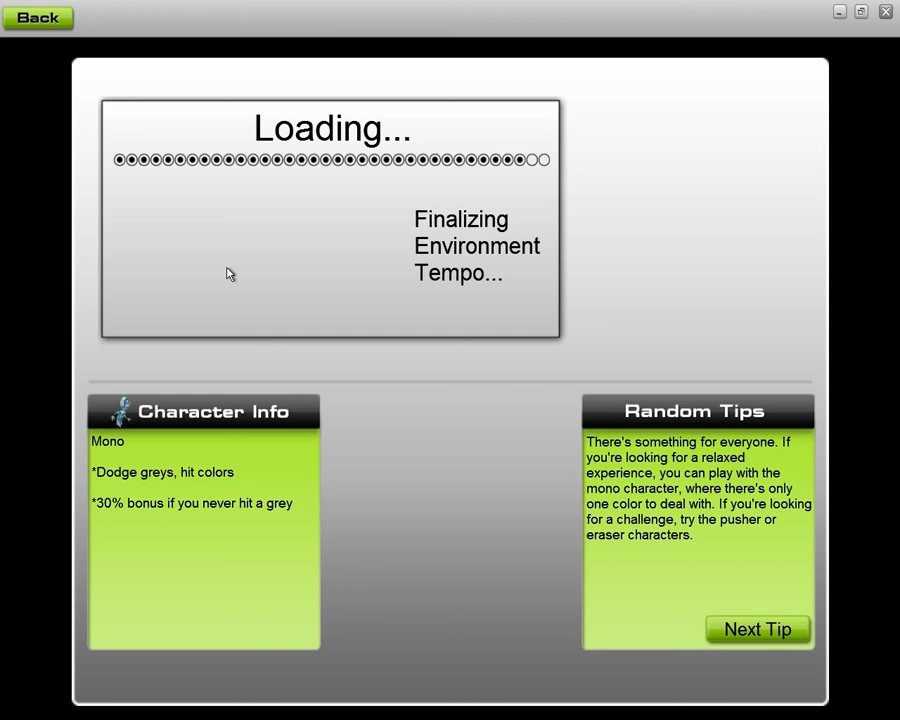 Back
Loading...
Finalizing
Environment
Tempo...
Character Info
Mono
*Dodge greys, hit colors
*30% bonus if you never hit a grey
Random Tips
There's something for everyone. If
you're looking for a relaxed
experience, you can play with the
mono character, where there's only
one color to deal with. If you're looking
for a challenge, try the pusher or
eraser characters.
Next Tip